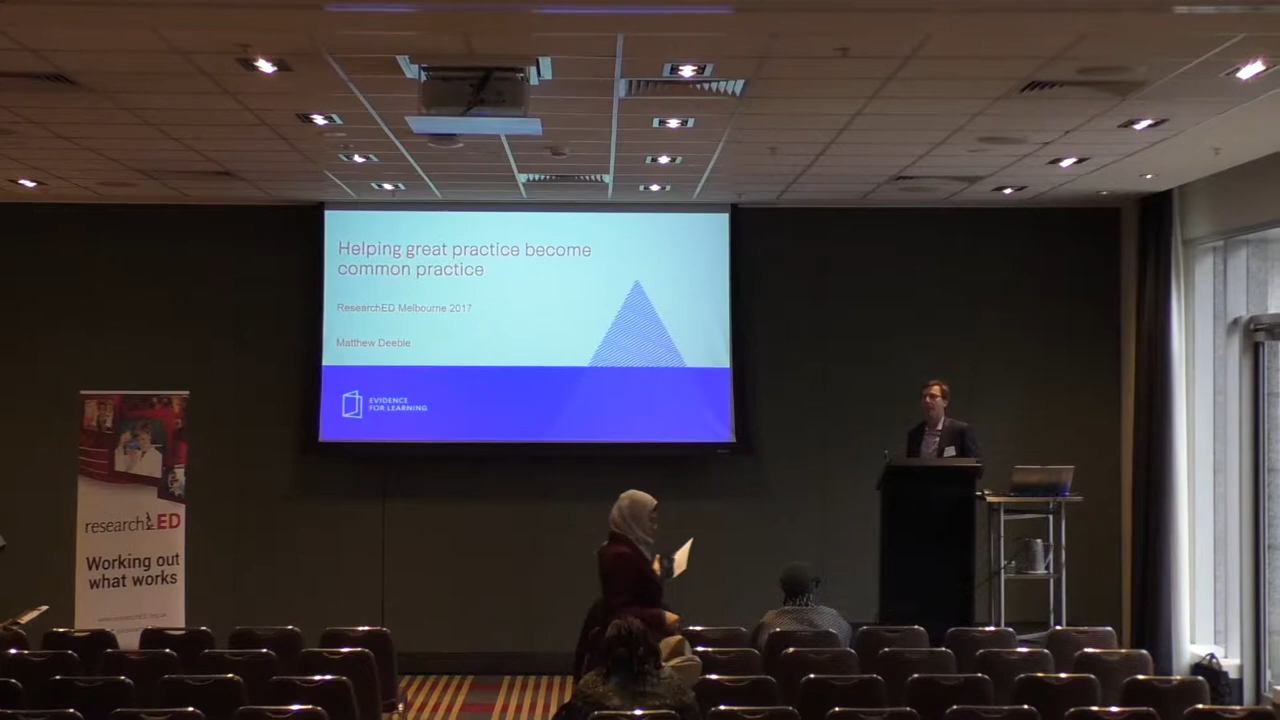 Helping great practice become
common practice
ResearchED Melbourne 2017
Matthew Deeble
EVIDENCE
FOR LEARNING
researchED
Working out
what works